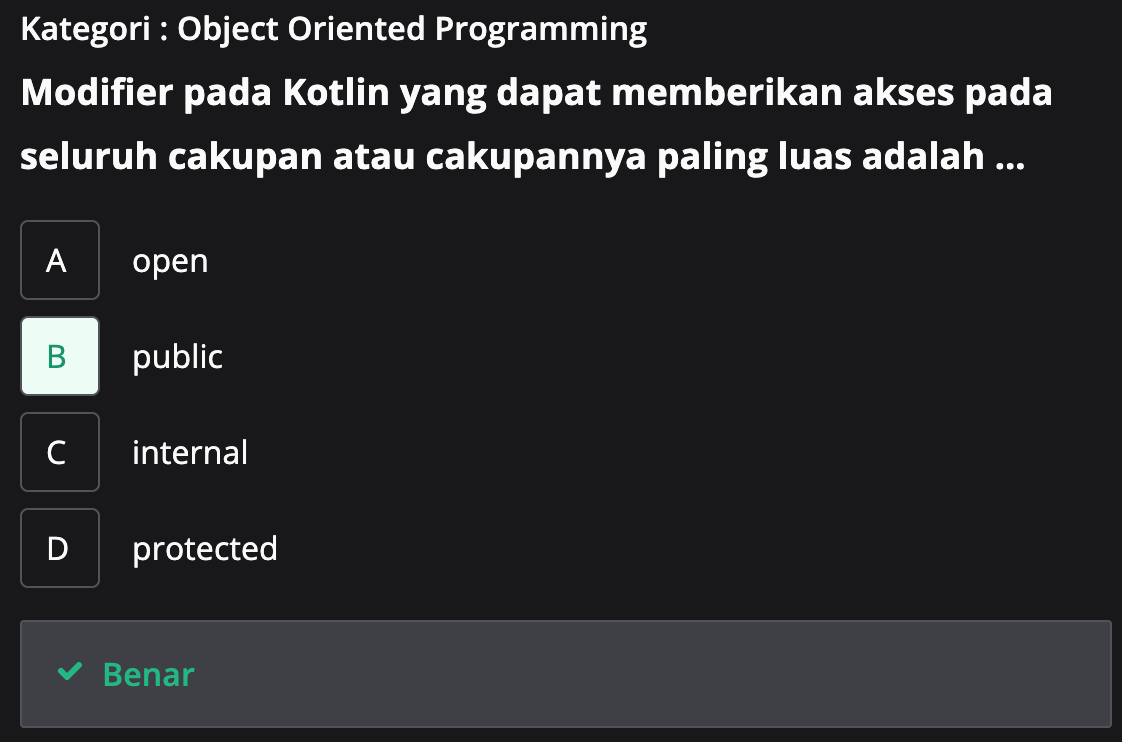 Kategori : Object Oriented Programming
Modifier pada Kotlin yang dapat memberikan akses pada
seluruh cakupan atau cakupannya paling luas adalah ...
A open
B public
C internal
D protected
Benar